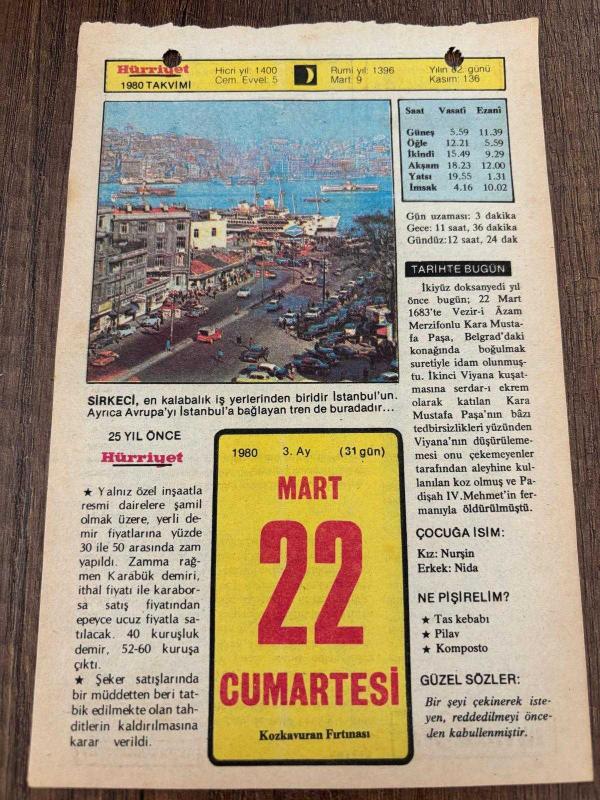 Hürriyet
1980 TAKVİMİ
Hicri yıl: 1400
Cem. Evvel: 5
Rumi yıl: 1396
Mart: 9
Yılın 82. günü
Kasım: 136
Saat Vasatî Ezanî
Güneş 5.59 11.39
Öğle 12.21 5.59
İkindi 15.49 9.29
Akşam 18.23 12.00
Yatsı 19.55 1.31
İmsak 4.16 10.02
Gün uzaması: 3 dakika
Gece: 11 saat, 36 dakika
Gündüz:12 saat, 24 dak
TARİHTE BUGÜN
İkiyüz doksanyedi yıl
önce bugün; 22 Mart
1683'te Vezir-i Âzam
Merzifonlu Kara Musta-
fa Paşa, Belgrad'daki
konağında boğulmak
suretiyle idam olunmuş-
tu. İkinci Viyana kuşat-
masına serdar-ı ekrem
olarak katılan Kara
Mustafa Paşa'nın bâzı
tedbirsizlikleri yüzünden
Viyana'nın düşürüleme-
mesi onu çekemeyenler
tarafından aleyhine kul-
lanılan koz olmuş ve Pa-
dişah IV.Mehmet'in fer-
manıyla öldürülmüştü.
ÇOCUĞA İSİM:
Kız: Nurşin
Erkek: Nida
NE PİŞİRELİM?
★ Tas kebabı
★ Pilav
★ Komposto
GÜZEL SÖZLER:
Bir şeyi çekinerek iste-
yen, reddedilmeyi önce-
den kabullenmiştir.
SİRKECİ, en kalabalık iş yerlerinden biridir İstanbul'un.
Ayrıca Avrupa'yı İstanbul'a bağlayan tren de buradadır...
25 YIL ÖNCE
Hürriyet
★ Yalnız özel inşaatla
resmi dairelere şamil
olmak üzere, yerli de-
mir fiyatlarına yüzde
30 ile 50 arasında zam
yapıldı. Zamma rağ-
men Karabük demiri,
ithal fiyatı ile karabor-
sa satış fiyatından
epeyce ucuz fiyatla sa-
tılacak. 40 kuruşluk
demir, 52-60 kuruşa
çıktı.
★ Şeker satışlarında
bir müddetten beri tat-
bik edilmekte olan tah-
ditlerin kaldırılmasına
karar verildi.
1980 3. Ay (31 gün)
MART
22
CUMARTESİ
Kozkavuran Fırtınası